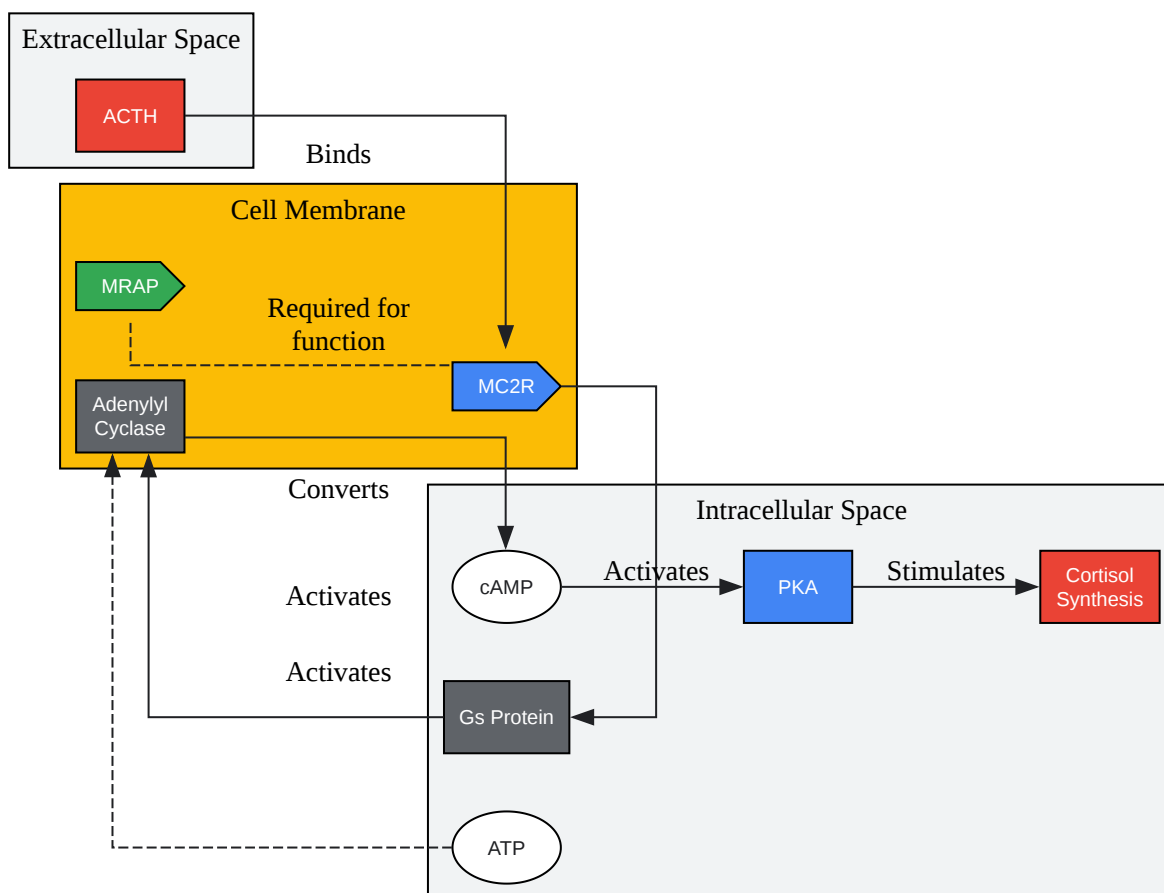 Extracellular Space
ACTH
Binds
Cell Membrane
MRAP
Required for
function
MC2R
Adenylyl
Cyclase
Converts
Intracellular Space
cAMP
Activates
PKA
Stimulates
Cortisol
Synthesis
Activates
Activates
Gs Protein
ATP